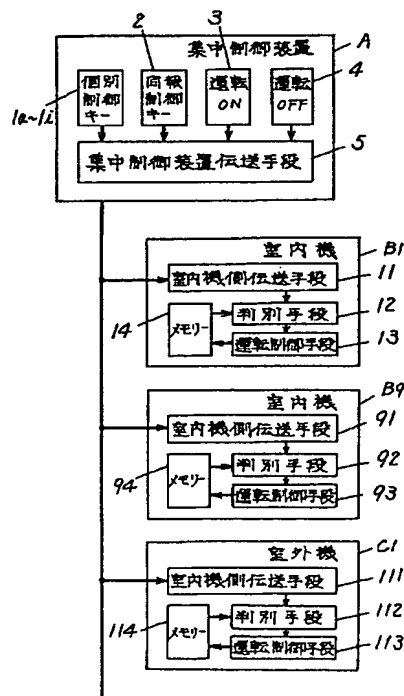 集中制御装置
A
2
3
4
1a~1i
個別
制御
キー
同報
制御
キー
運転
ON
運転
OFF
集中制御装置伝送手段
5
室内機
B1
室内機側伝送手段
11
14
メモリー
判別手段
12
運転制御手段
13
室内機
B9
室内機側伝送手段
91
94
メモリー
判別手段
92
運転制御手段
93
室外機
C1
室内機側伝送手段
111
114
メモリー
判別手段
112
運転制御手段
113